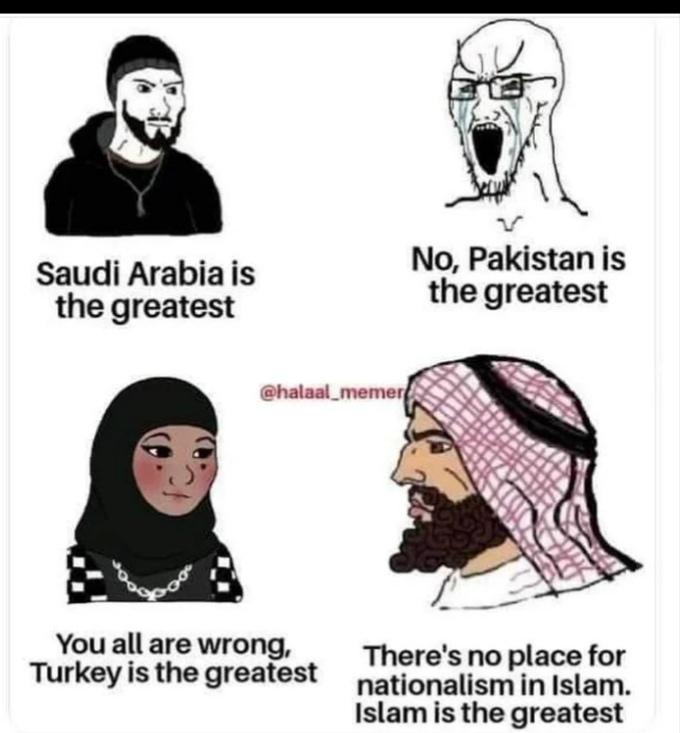 Saudi Arabia is
the greatest
No, Pakistan is
the greatest
@halaal_memer
You all are wrong,
Turkey is the greatest
There's no place for
nationalism in Islam.
Islam is the greatest